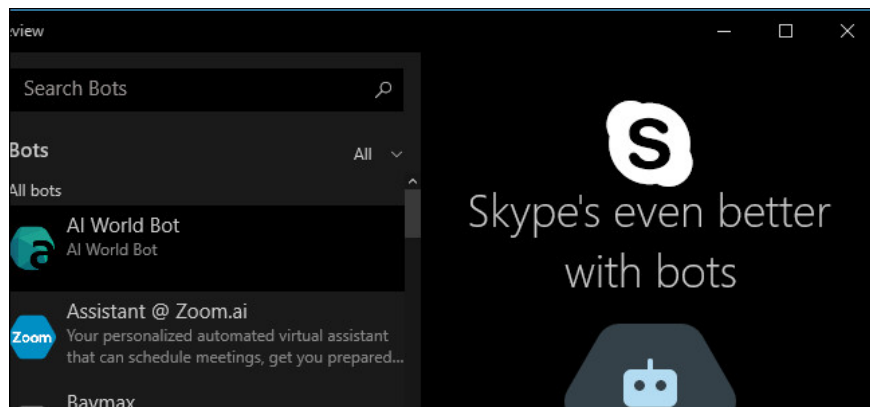 view
Search Bots
Bots
All
All bots
AI World Bot
AI World Bot
Zoom
Assistant @ Zoom.ai
Your personalized automated virtual assistant
that can schedule meetings, get you prepared...
Baymax
S
Skype's even better
with bots